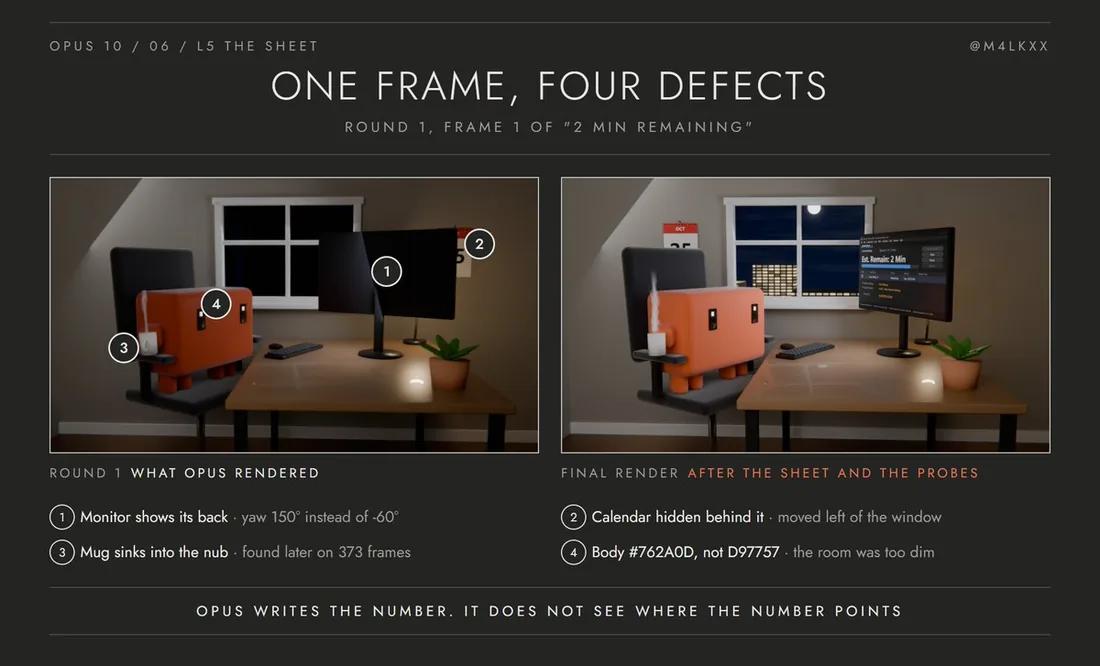 OPUS 10 / 06 / L5 THE SHEET
@M4LKXX
ONE FRAME, FOUR DEFECTS
ROUND 1, FRAME 1 OF "2 MIN REMAINING"
1
2
3
4
OCT
Est. Remain: 2 Min
ROUND 1 WHAT OPUS RENDERED
FINAL RENDER AFTER THE SHEET AND THE PROBES
1 Monitor shows its back · yaw 150° instead of -60°
2 Calendar hidden behind it · moved left of the window
3 Mug sinks into the nub · found later on 373 frames
4 Body #762A0D, not D97757 · the room was too dim
OPUS WRITES THE NUMBER. IT DOES NOT SEE WHERE THE NUMBER POINTS